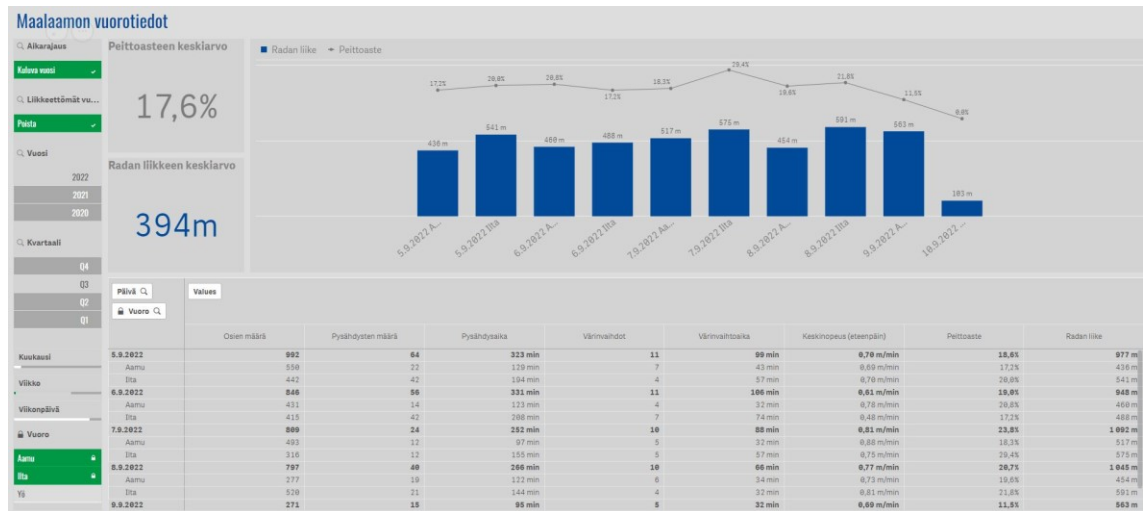 Maalaamon vuorotiedot
Aikarajaus
Kuluva vuosi
Liikkeettömät vu...
Poista
Vuosi
2022
2021
2020
Kvartaali
Q4
Q3
Q2
Q1
Kuukausi
Viikko
Viikonpäivä
Vuoro
Aamu
Ilta
Yö
Peittoasteen keskiarvo
17,6%
Radan liikkeen keskiarvo
394m
Radan liike Peittoaste
17,2% 20,0% 20,8% 17,2% 18,3% 29,4% 19,6% 21,8% 11,5% 0,0%
436 m 541 m 460 m 488 m 517 m 575 m 454 m 591 m 563 m 103 m
5.9.2022 A... 5.9.2022 Ilta 6.9.2022 A... 6.9.2022 Ilta 7.9.2022 Aa... 7.9.2022 Ilta 8.9.2022 A... 8.9.2022 Ilta 9.9.2022 A... 10.9.2022 ...
Päivä Values
Vuoro
Osien määrä Pysähdysten määrä Pysähdysaika Värinvaihdot Värinvaihtoaika Keskinopeus (eteenpäin) Peittoaste Radan liike
5.9.2022 992 64 323 min 11 99 min 0,70 m/min 18,6% 977 m
Aamu 550 22 129 min 7 43 min 0,69 m/min 17,2% 436 m
Ilta 442 42 194 min 4 57 min 0,70 m/min 20,0% 541 m
6.9.2022 846 56 331 min 11 106 min 0,61 m/min 19,0% 948 m
Aamu 431 14 123 min 4 32 min 0,78 m/min 20,8% 460 m
Ilta 415 42 208 min 7 74 min 0,48 m/min 17,2% 488 m
7.9.2022 809 24 252 min 10 88 min 0,81 m/min 23,8% 1 092 m
Aamu 493 12 97 min 5 32 min 0,88 m/min 18,3% 517 m
Ilta 316 12 155 min 5 57 min 0,75 m/min 29,4% 575 m
8.9.2022 797 40 266 min 10 66 min 0,77 m/min 20,7% 1 045 m
Aamu 277 19 122 min 6 34 min 0,73 m/min 19,6% 454 m
Ilta 520 21 144 min 4 32 min 0,81 m/min 21,8% 591 m
9.9.2022 271 15 95 min 5 32 min 0,69 m/min 11,5% 563 m